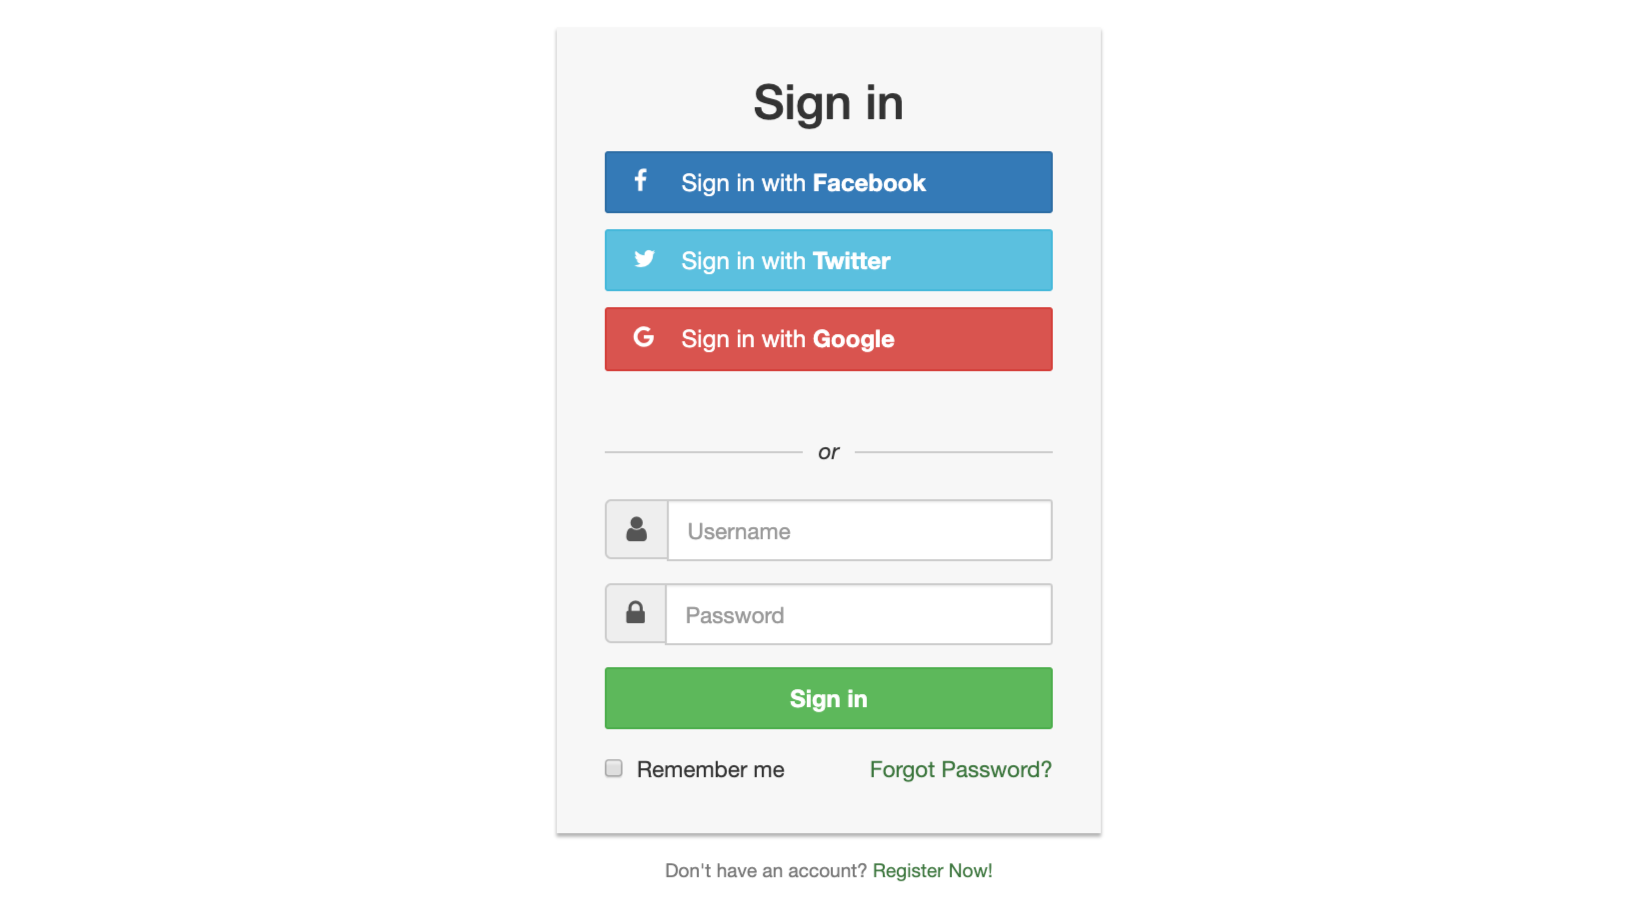 Sign in
Sign in with Facebook
Sign in with Twitter
Sign in with Google
or
Username
Password
Sign in
Remember me Forgot Password?
Don't have an account? Register Now!